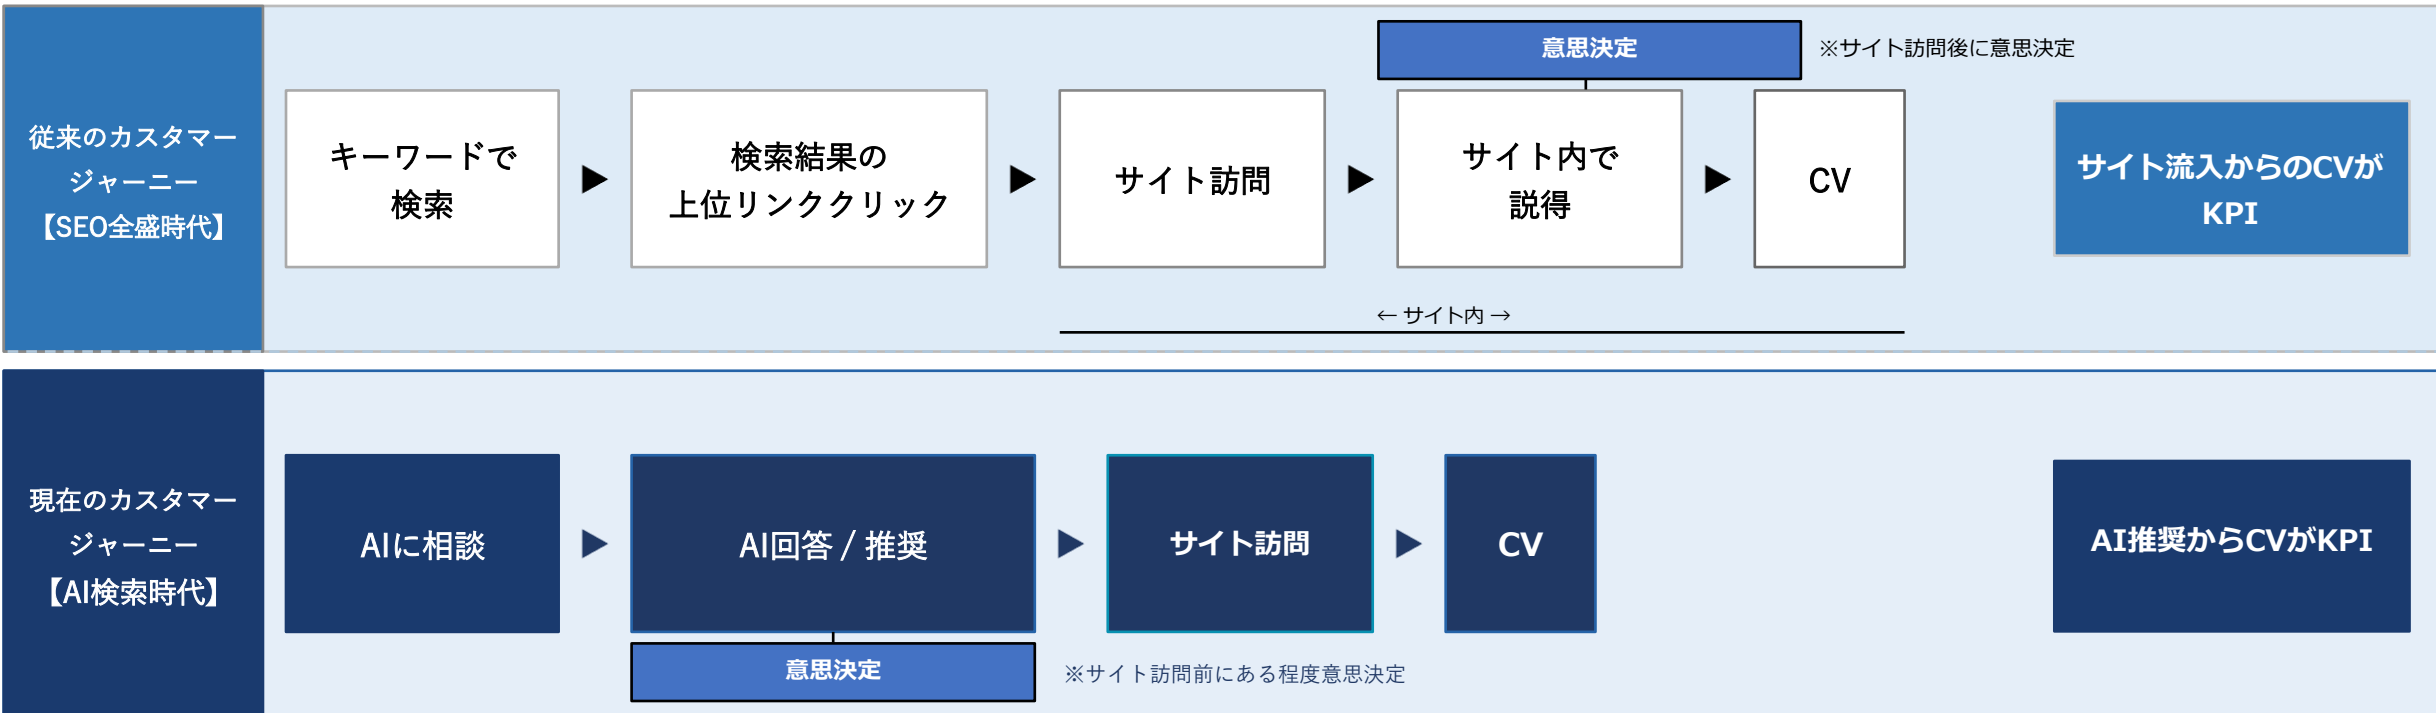 従来のカスタマー
ジャーニー
【SEO全盛時代】
意思決定
※サイト訪問後に意思決定
キーワードで
検索
検索結果の
上位リンククリック
サイト訪問
サイト内で
説得
CV
サイト流入からのCVが
KPI
← サイト内 →
現在のカスタマー
ジャーニー
【AI検索時代】
AIに相談
AI回答 / 推奨
サイト訪問
CV
AI推奨からCVがKPI
意思決定
※サイト訪問前にある程度意思決定